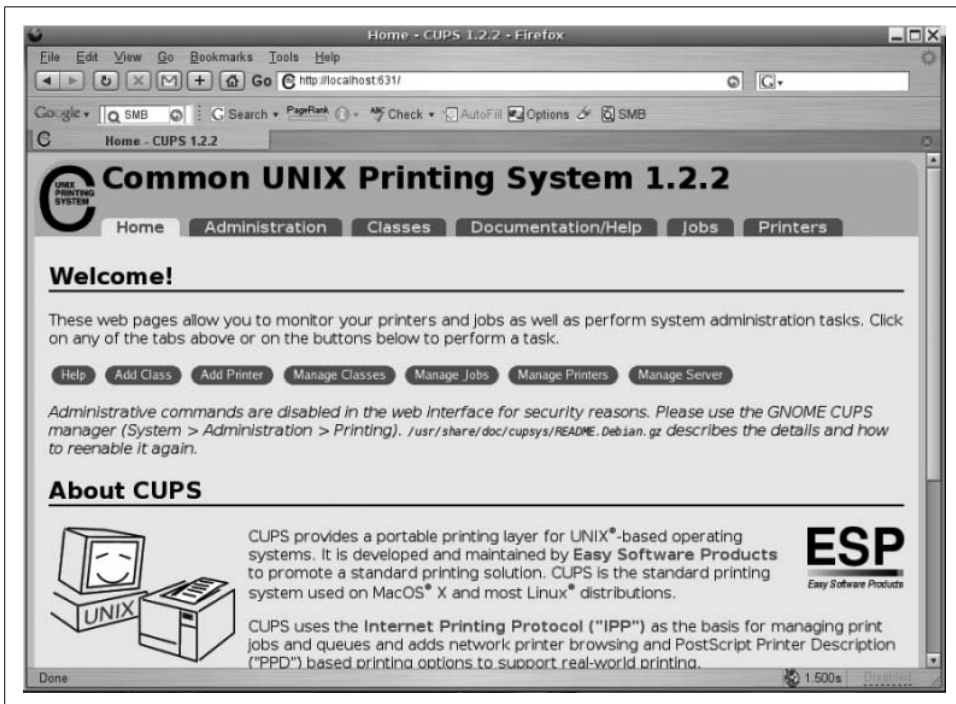 Home - CUPS 1.2.2 - Firefox
File Edit View Go Bookmarks Tools Help
Go http://localhost:631/ G
Google SMB Search PageRank Check AutoFill Options SMB
Home - CUPS 1.2.2
UNIX PRINTING SYSTEM
Common UNIX Printing System 1.2.2
Home Administration Classes Documentation/Help Jobs Printers
Welcome!
These web pages allow you to monitor your printers and jobs as well as perform system administration tasks. Click
on any of the tabs above or on the buttons below to perform a task.
Help Add Class Add Printer Manage Classes Manage Jobs Manage Printers Manage Server
Administrative commands are disabled in the web interface for security reasons. Please use the GNOME CUPS
manager (System > Administration > Printing). /usr/share/doc/cupsys/README.Debian.gz describes the details and how
to reenable it again.
About CUPS
UNIX
CUPS provides a portable printing layer for UNIX®-based operating
systems. It is developed and maintained by Easy Software Products
to promote a standard printing solution. CUPS is the standard printing
system used on MacOS® X and most Linux® distributions.
ESP
Easy Software Products
CUPS uses the Internet Printing Protocol ("IPP") as the basis for managing print
jobs and queues and adds network printer browsing and PostScript Printer Description
("PPD") based printing options to support real-world printing.
Done 1.500s Disabled